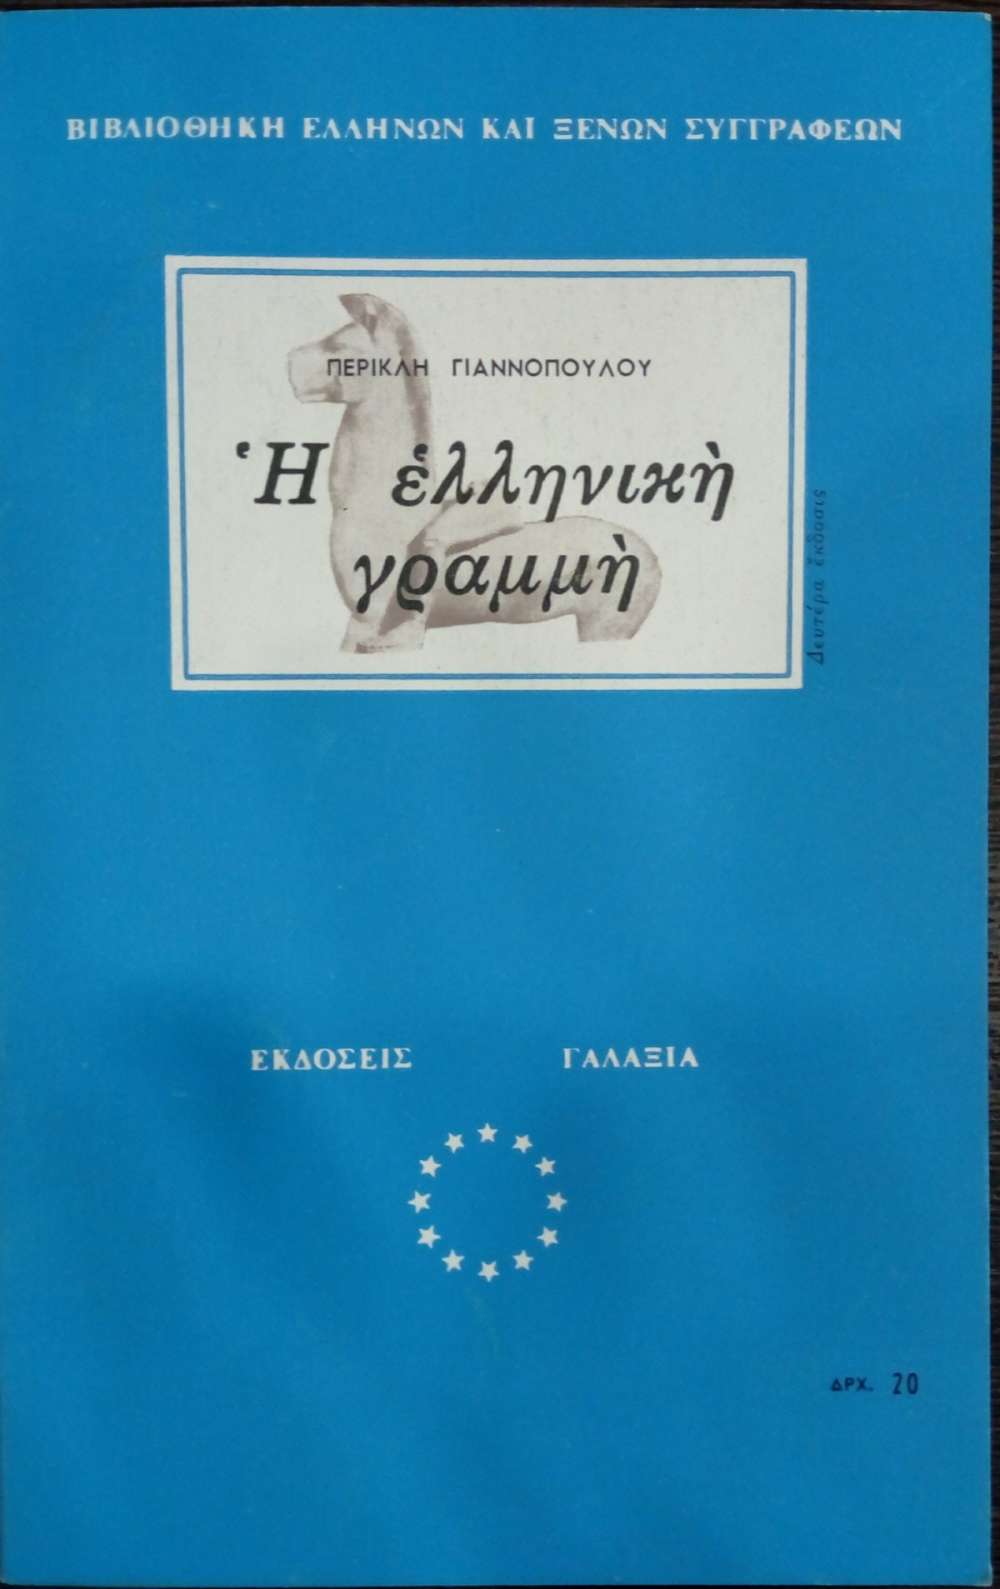 ΒΙΒΛΙΟΘΗΚΗ ΕΛΛΗΝΩΝ ΚΑΙ ΞΕΝΩΝ ΣΥΓΓΡΑΦΕΩΝ
ΠΕΡΙΚΛΗ ΓΙΑΝΝΟΠΟΥΛΟΥ
Ἡ ἑλληνικὴ
γραμμὴ
Δευτέρα ἔκδοσις
ΕΚΔΟΣΕΙΣ ΓΑΛΑΞΙΑ
ΔΡΧ. 20